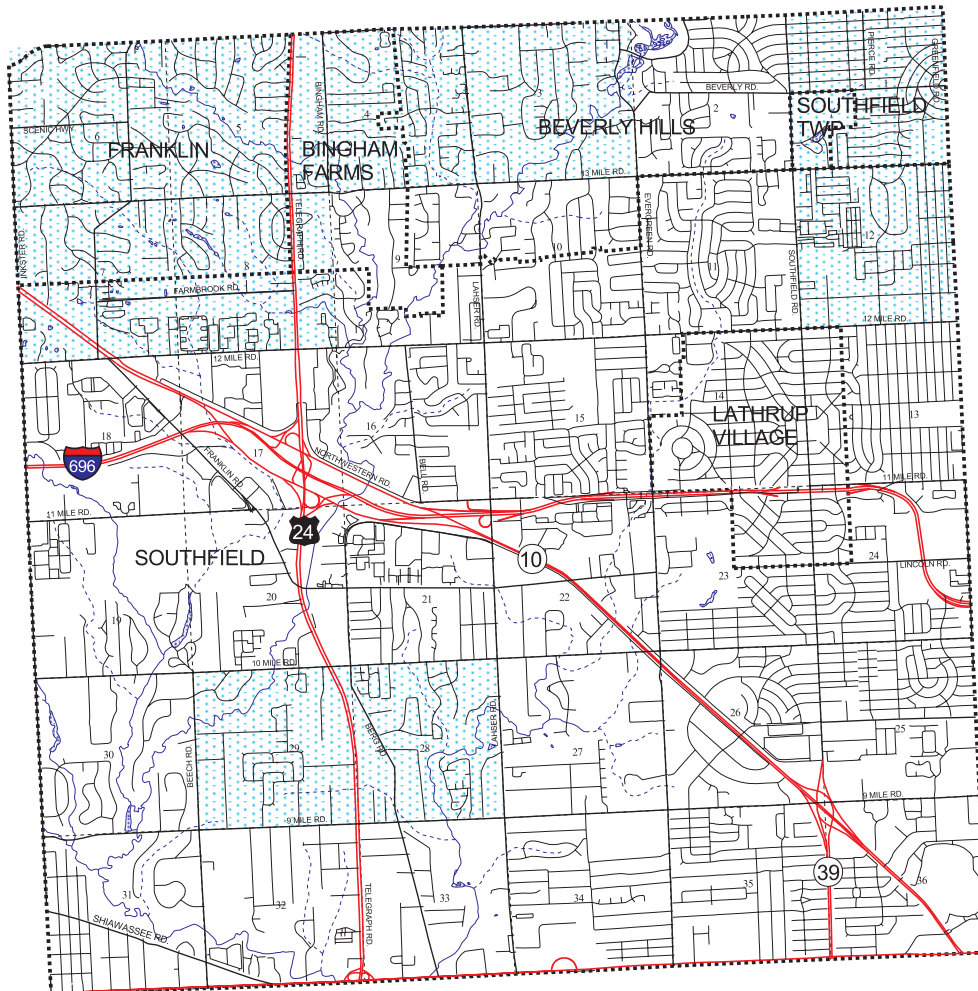 PIERCE RD.
GREENFIELD RD.
BINGHAM RD.
BEVERLY RD.
3
4
2
SOUTHFIELD
TWP
SCENIC HWY.
6
5
BEVERLY HILLS
FRANKLIN
BINGHAM
FARMS
13 MILE RD.
INKSTER RD.
TELEGRAPH RD.
EVERGREEN RD.
SOUTHFIELD RD.
12
7
8
9
10
11
FARMBROOK RD.
LAHSER RD.
12 MILE RD.
12 MILE RD.
14
LATHRUP
VILLAGE
13
15
16
18
17
696
FRANKLIN RD.
NORTHWESTERN RD.
BELL RD.
11 MILE RD.
11 MILE RD.
24
10
SOUTHFIELD
23
24
LINCOLN RD.
19
20
21
22
10 MILE RD.
26
25
30
BEECH RD.
29
BERG RD.
28
LAHSER RD.
27
9 MILE RD.
9 MILE RD.
39
31
32
TELEGRAPH RD.
33
34
35
36
SHIAWASSEE RD.